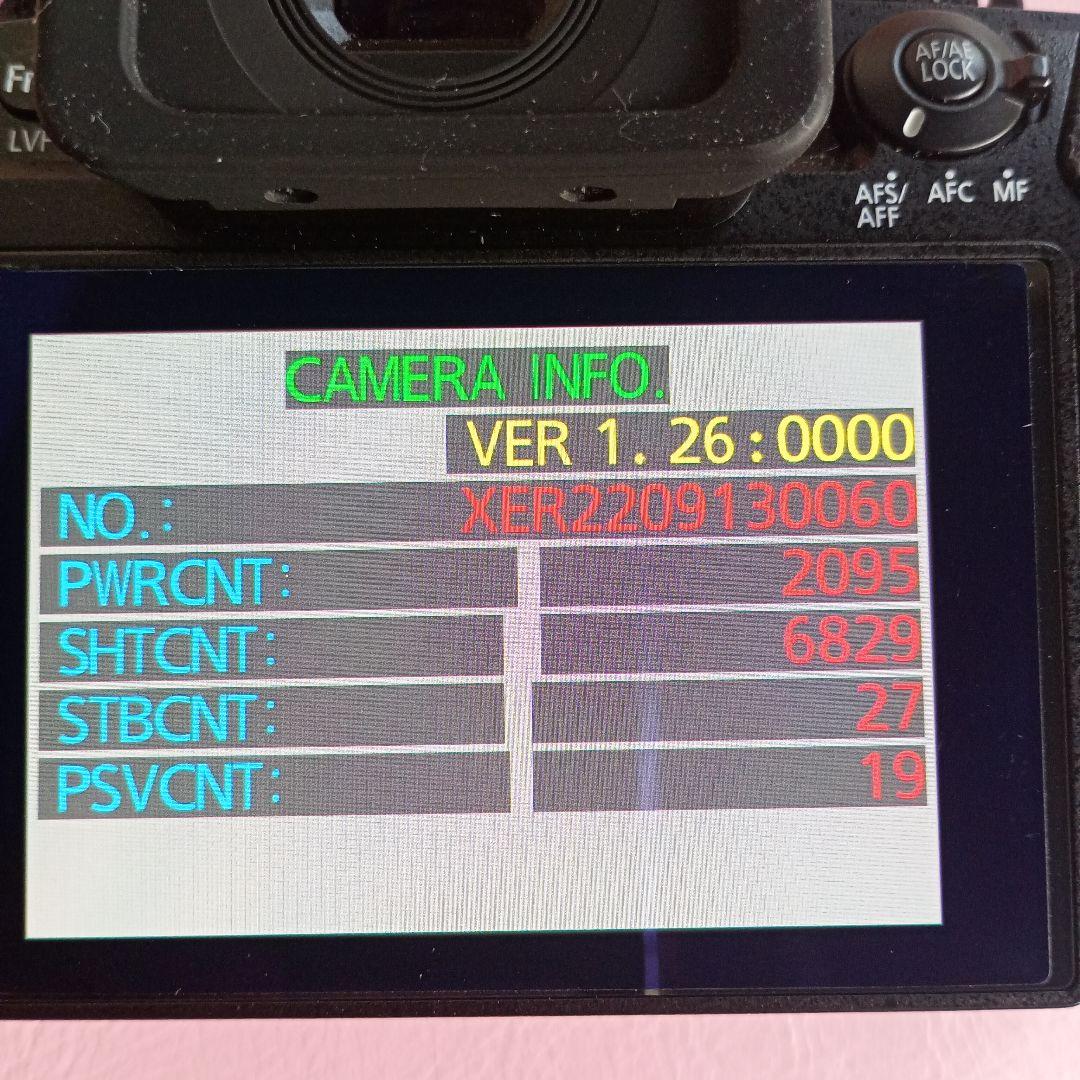 AF/AE
LOCK
Fn
LVF
AFS/
AFF
AFC
MF
CAMERA INFO.
VER 1.26:0000
NO.: XER2209130060
PWRCNT: 2095
SHTCNT: 6829
STBCNT: 27
PSVCNT: 19